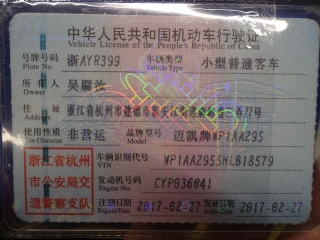 中华人民共和国机动车行驶证
Vehicle License of the People's Republic of China
号牌号码 浙AYR399 车辆类型 小型普通客车
Plate No. Vehicle Type
所有人 吴
Owner
住址 浙江省杭州市建德市
Address
使用性质 非营运 品牌型号 迈凯牌WP1AA295
Use Character Model
浙江省杭州
市公安局交
通警察支队
车辆识别代号 WP1AA2955HLB18579
VIN
发动机号码 CYP036641
Engine No.
注册日期 2017-02-27 发证日期 2017-02-27
Register Date Issue Date